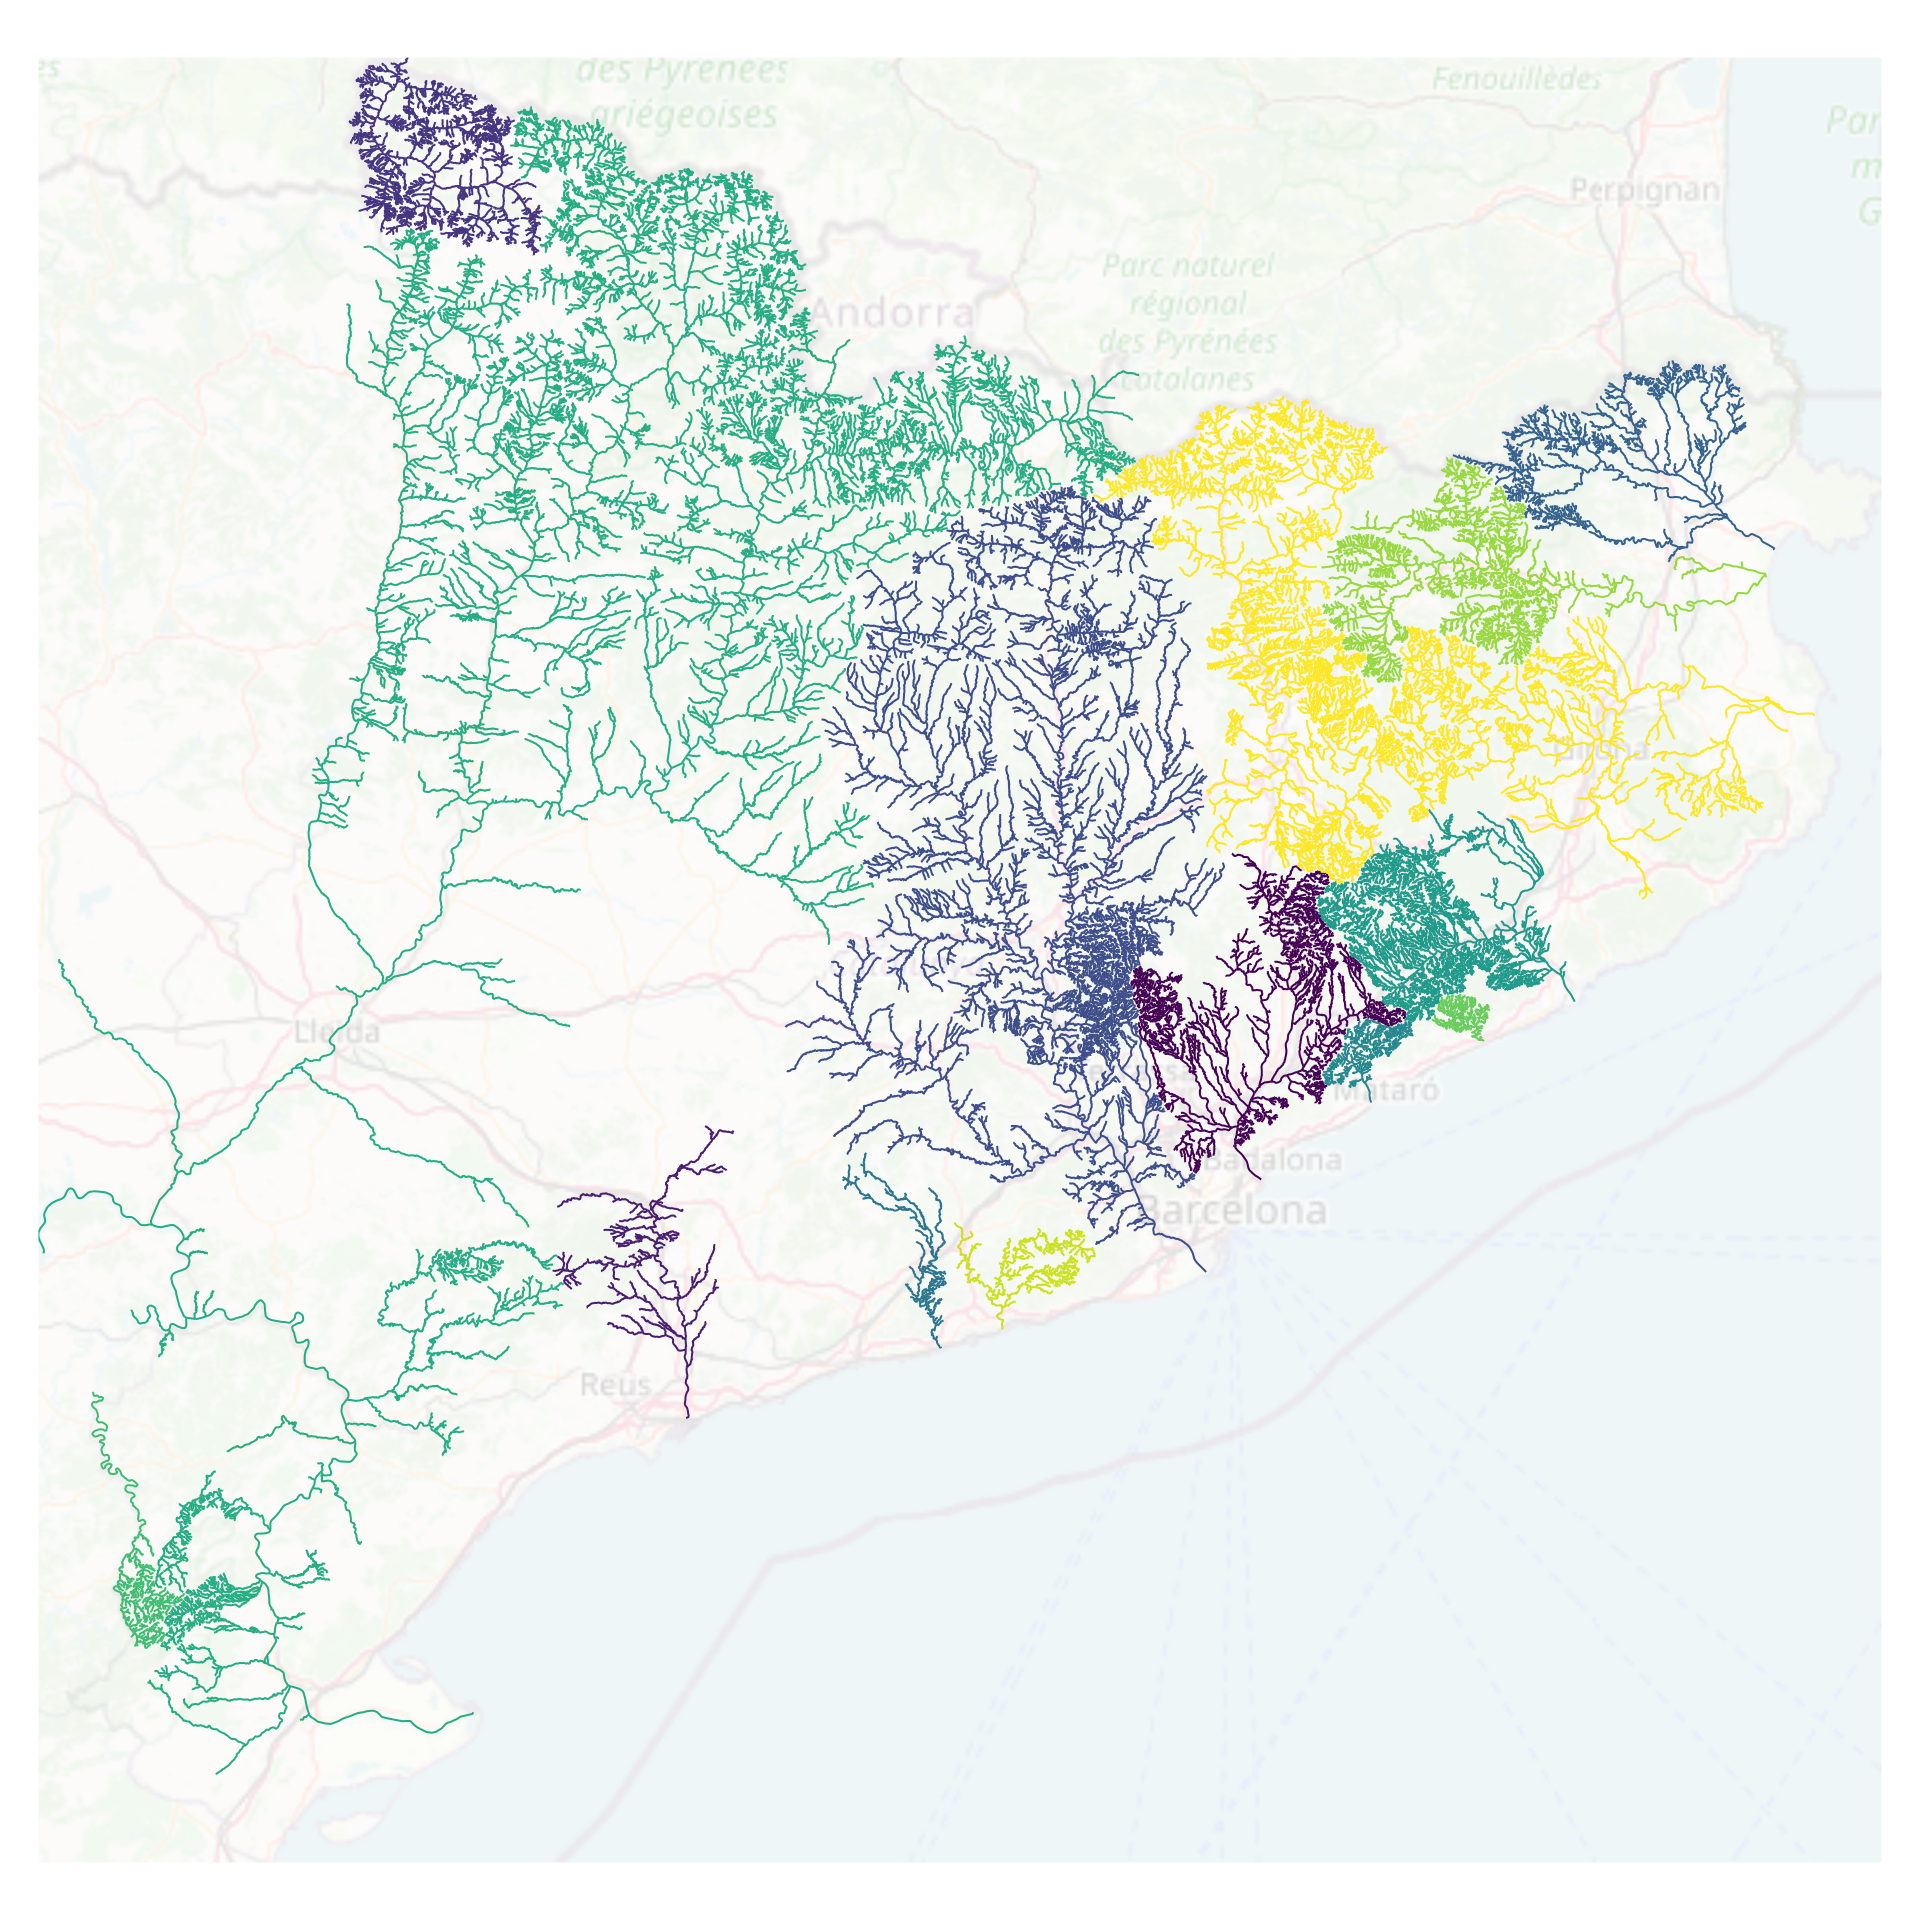 des Pyrénées
ariégeoises
Fenouillèdes
Par
m
G
Perpignan
Parc naturel
régional
des Pyrénées
catalanes
Andorra
Girona
Lleida
Mataró
Badalona
Barcelona
Reus